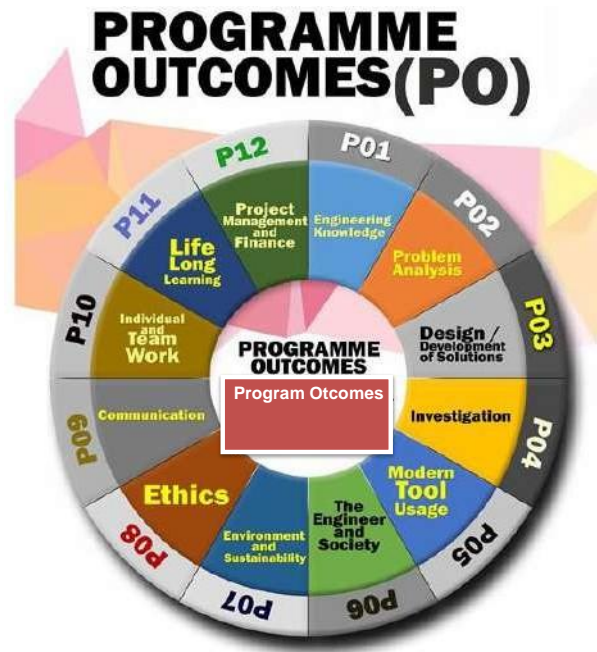 PROGRAMME
OUTCOMES(PO)
P01
Engineering
Knowledge
P02
Problem
Analysis
P03
Design /
Development
of Solutions
P04
Investigation
P05
Modern
Tool
Usage
P06
The
Engineer
and
Society
P07
Environment
and
Sustainability
P08
Ethics
P09
Communication
P10
Individual
and
Team
Work
P11
Life
Long
Learning
P12
Project
Management
and
Finance
PROGRAMME
OUTCOMES
Program Otcomes